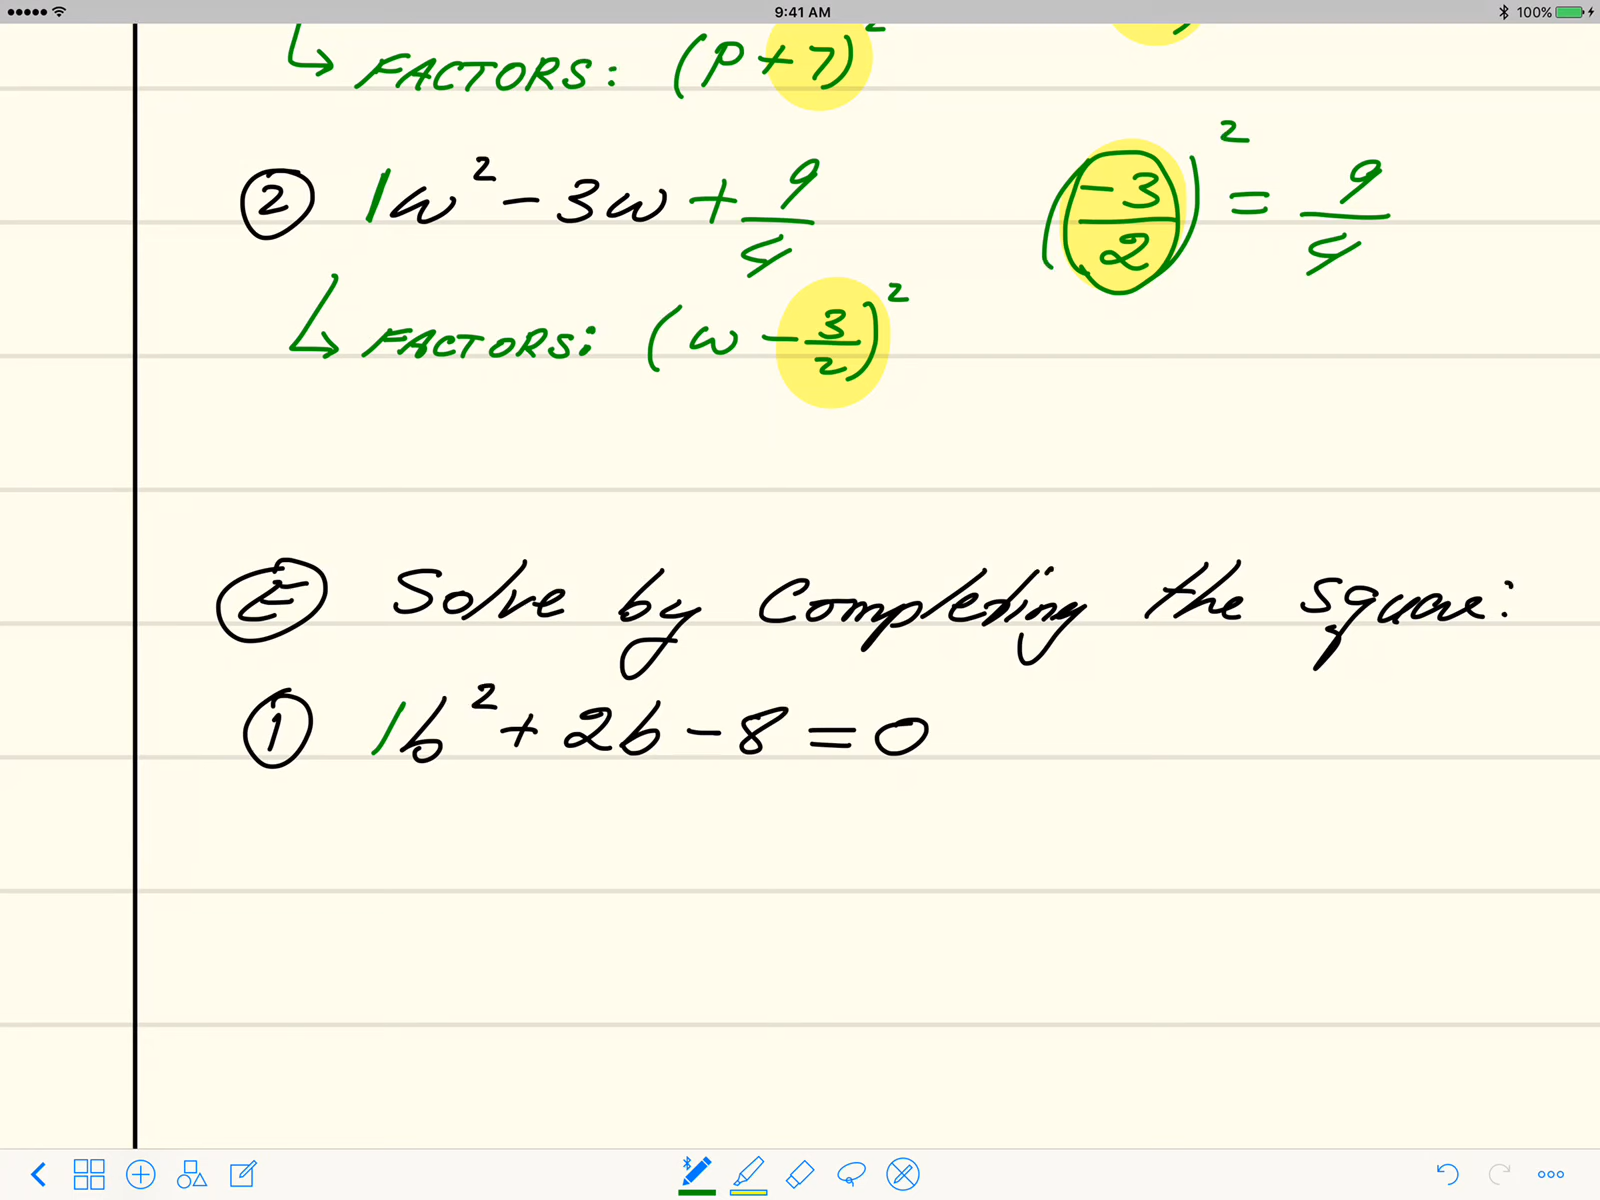 9:41 AM
100%
↳ FACTORS: (p + 7)²
② 1w² - 3w + 9/4 (-3/2)² = 9/4
↳ FACTORS: (w - 3/2)²
Ⓔ Solve by Completing the square:
① 1b² + 2b - 8 = 0